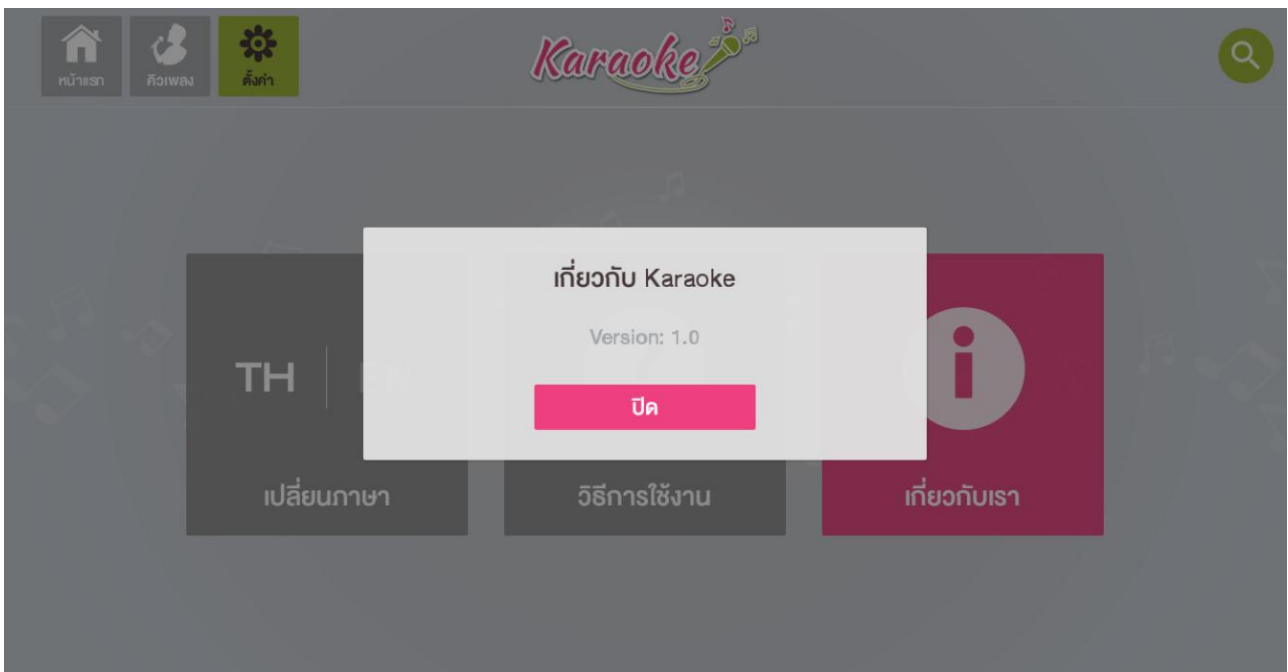 หน้าแรก
คิวเพลง
ตั้งค่า
Karaoke
เกี่ยวกับ Karaoke
Version: 1.0
ปิด
TH
เปลี่ยนภาษา
วิธีการใช้งาน
เกี่ยวกับเรา